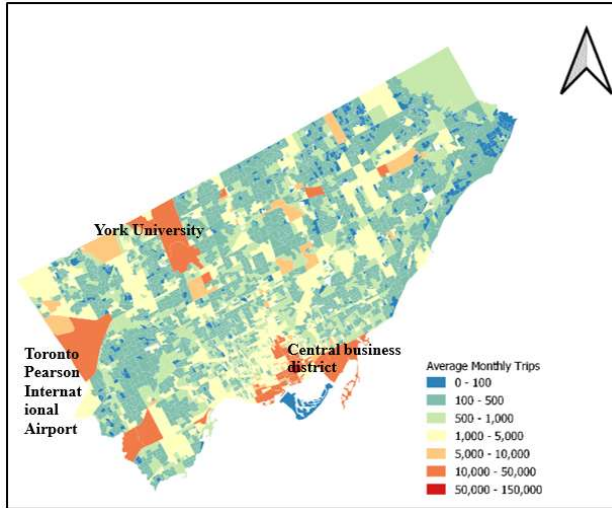 York University
Toronto
Pearson
Internat
ional
Airport
Central business
district
Average Monthly Trips
0 - 100
100 - 500
500 - 1,000
1,000 - 5,000
5,000 - 10,000
10,000 - 50,000
50,000 - 150,000